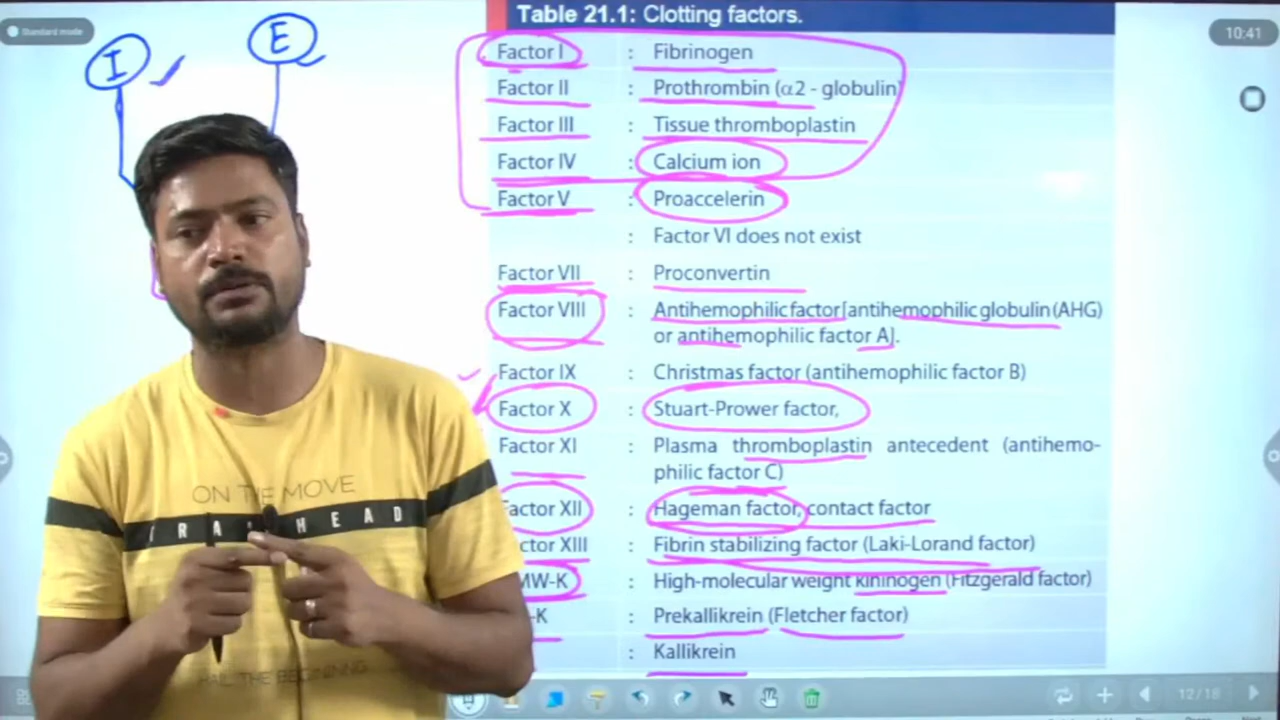 Table 21.1: Clotting factors.
Standard mode
10:41
I
E
Factor I : Fibrinogen
Factor II : Prothrombin (α2 - globulin)
Factor III : Tissue thromboplastin
Factor IV : Calcium ion
Factor V : Proaccelerin
: Factor VI does not exist
Factor VII : Proconvertin
Factor VIII : Antihemophilic factor [antihemophilic globulin (AHG)
or antihemophilic factor A].
Factor IX : Christmas factor (antihemophilic factor B)
Factor X : Stuart-Prower factor,
Factor XI : Plasma thromboplastin antecedent (antihemo-
philic factor C)
Factor XII : Hageman factor, contact factor
ctor XIII : Fibrin stabilizing factor (Laki-Lorand factor)
MW-K : High-molecular weight kininogen (Fitzgerald factor)
-K : Prekallikrein (Fletcher factor)
: Kallikrein
ON THE MOVE
HEAD
12/18